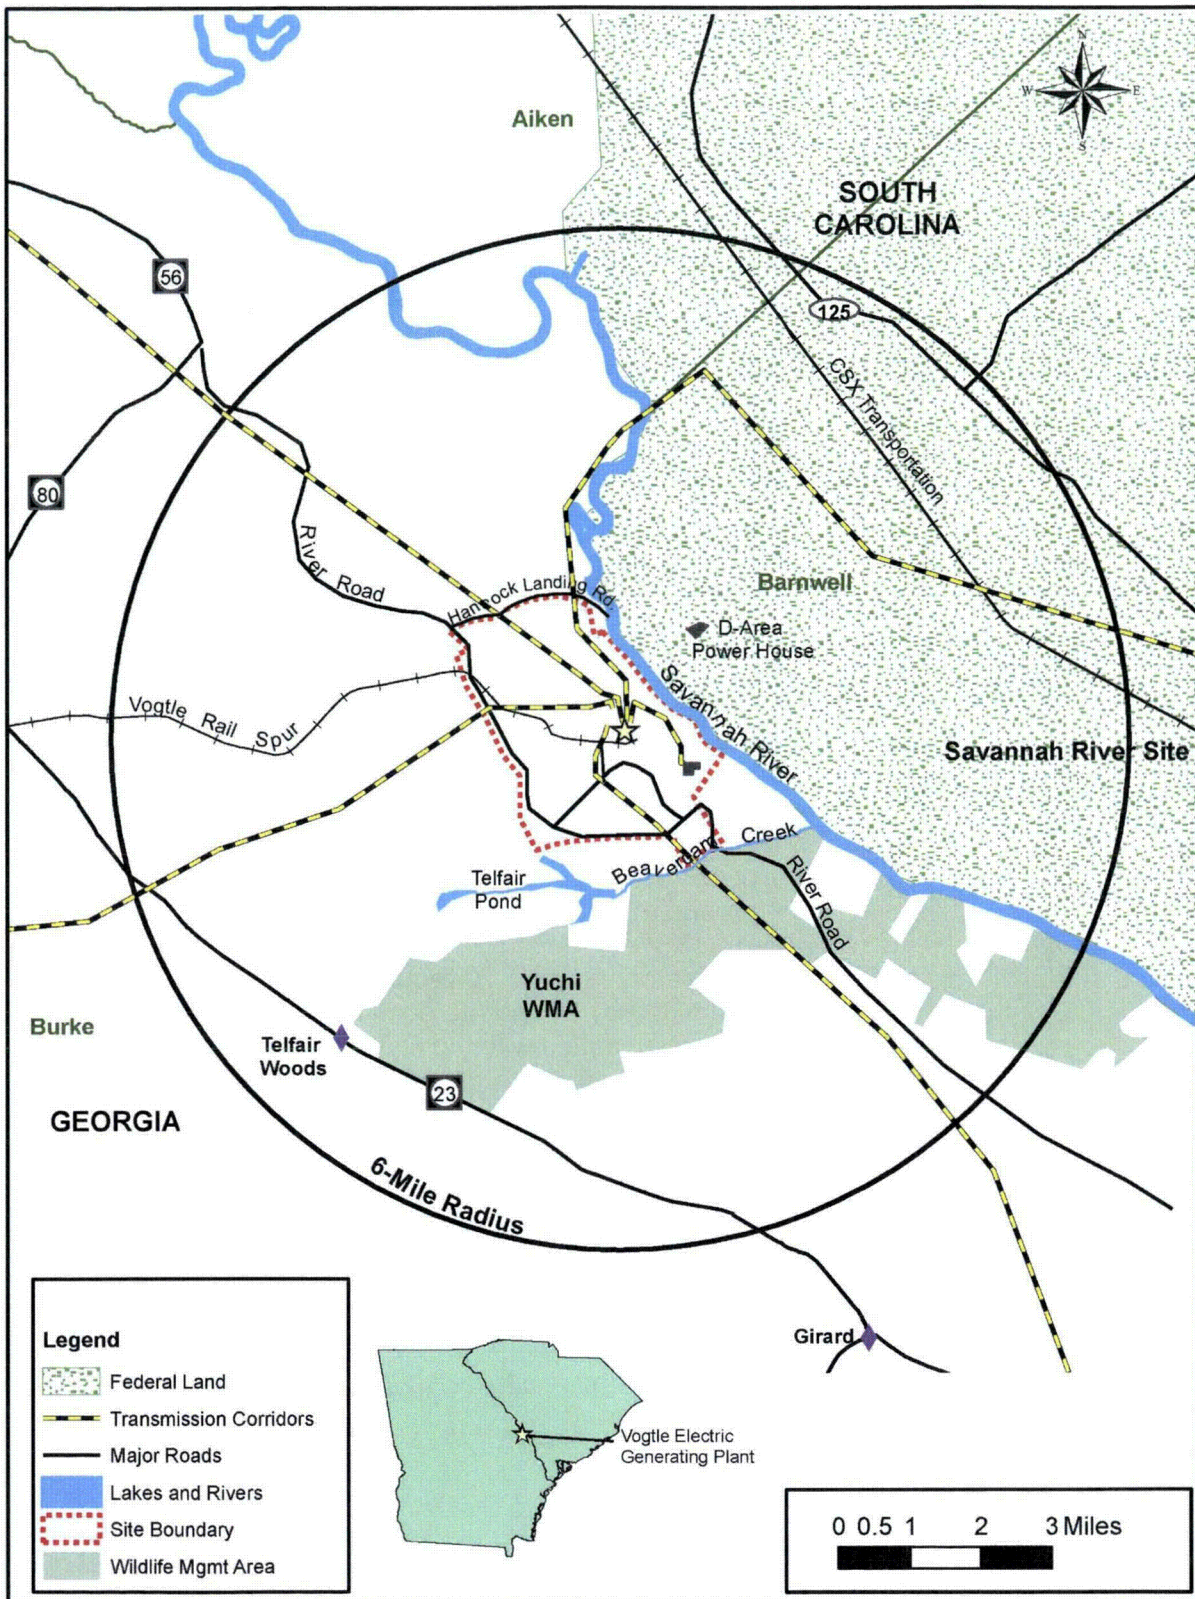 N
W
E
S
Aiken
SOUTH
CAROLINA
56
125
CSX Transportation
80
River Road
Hancock Landing Rd.
Barnwell
D-Area
Power House
Savannah River
Vogtle Rail Spur
Savannah River Site
Creek
Beaverdam
Telfair
Pond
River Road
Yuchi
WMA
Burke
Telfair
Woods
23
GEORGIA
6-Mile Radius
Girard
Legend
Federal Land
Transmission Corridors
Major Roads
Lakes and Rivers
Site Boundary
Wildlife Mgmt Area
Vogtle Electric
Generating Plant
0 0.5 1 2 3 Miles